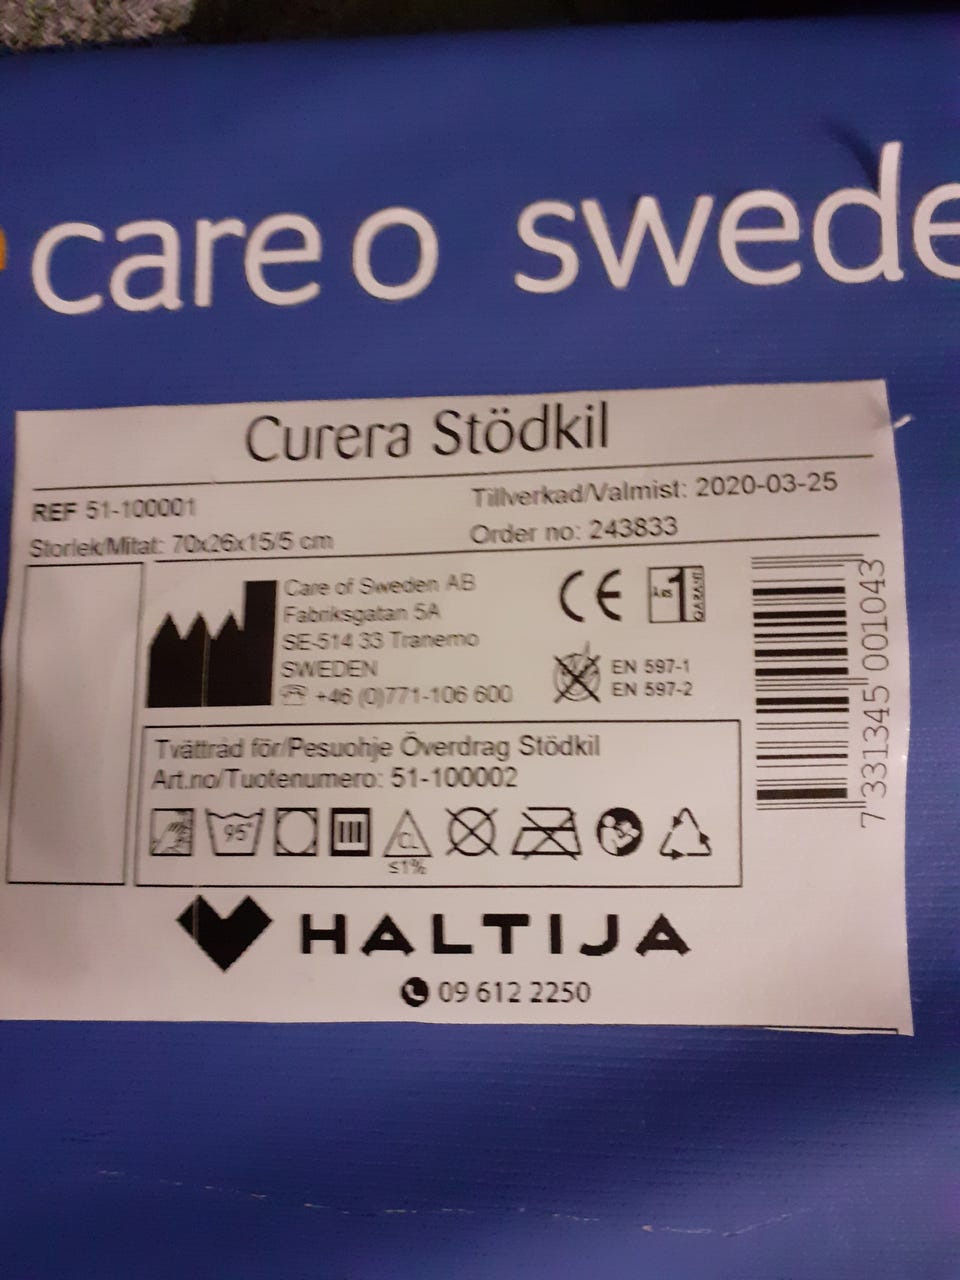 care o swede
Curera Stödkil
REF 51-100001
Tillverkad/Valmist: 2020-03-25
Storlek/Mitat: 70x26x15/5 cm
Order no: 243833
Care of Sweden AB
Fabriksgatan 5A
SE-514 33 Tranemo
SWEDEN
+46 (0)771-106 600
CE
1 års GARANTI
EN 597-1
EN 597-2
7 331345 001043
Tvättråd för/Pesuohje Överdrag Stödkil
Art.no/Tuotenumero: 51-100002
95°
CL
≤1%
HALTIJA
09 612 2250